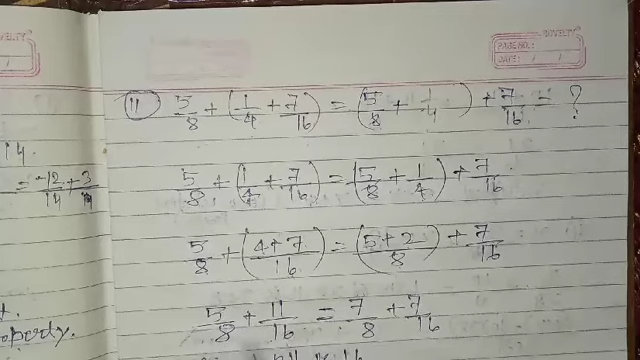 NOVELTY
PAGE NO.:
DATE: / /
11 5/8 + (1/4 + 7/16) = (5/8 + 1/4) + 7/16 = ?
14.
= -12/14 + 3/14
5/8 + (1/4 + 7/16) = (5/8 + 1/4) + 7/16
5/8 + (4+7/16) = (5+2/8) + 7/16
5/8 + 11/16 = 7/8 + 7/16